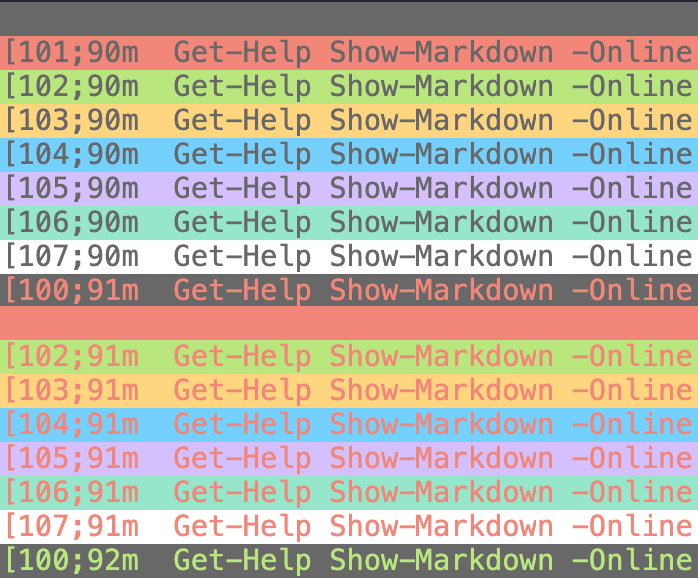 [101;90m  Get-Help Show-Markdown -Online
[102;90m  Get-Help Show-Markdown -Online
[103;90m  Get-Help Show-Markdown -Online
[104;90m  Get-Help Show-Markdown -Online
[105;90m  Get-Help Show-Markdown -Online
[106;90m  Get-Help Show-Markdown -Online
[107;90m  Get-Help Show-Markdown -Online
[100;91m  Get-Help Show-Markdown -Online
[102;91m  Get-Help Show-Markdown -Online
[103;91m  Get-Help Show-Markdown -Online
[104;91m  Get-Help Show-Markdown -Online
[105;91m  Get-Help Show-Markdown -Online
[106;91m  Get-Help Show-Markdown -Online
[107;91m  Get-Help Show-Markdown -Online
[100;92m  Get-Help Show-Markdown -Online